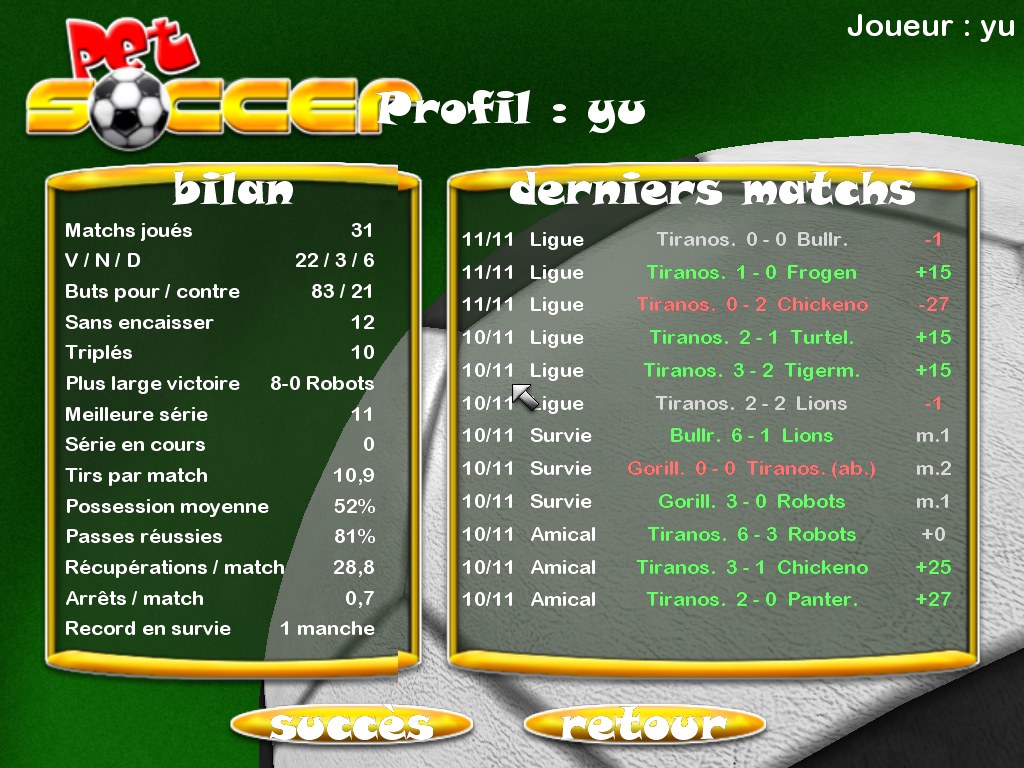 Joueur : yu
Pet
SOCCER
Profil : yu
bilan
Matchs joués 31
V / N / D 22 / 3 / 6
Buts pour / contre 83 / 21
Sans encaisser 12
Triplés 10
Plus large victoire 8-0 Robots
Meilleure série 11
Série en cours 0
Tirs par match 10,9
Possession moyenne 52%
Passes réussies 81%
Récupérations / match 28,8
Arrêts / match 0,7
Record en survie 1 manche
derniers matchs
11/11 Ligue Tiranos. 0 - 0 Bullr. -1
11/11 Ligue Tiranos. 1 - 0 Frogen +15
11/11 Ligue Tiranos. 0 - 2 Chickeno -27
10/11 Ligue Tiranos. 2 - 1 Turtel. +15
10/11 Ligue Tiranos. 3 - 2 Tigerm. +15
10/11 Ligue Tiranos. 2 - 2 Lions -1
10/11 Survie Bullr. 6 - 1 Lions m.1
10/11 Survie Gorill. 0 - 0 Tiranos. (ab.) m.2
10/11 Survie Gorill. 3 - 0 Robots m.1
10/11 Amical Tiranos. 6 - 3 Robots +0
10/11 Amical Tiranos. 3 - 1 Chickeno +25
10/11 Amical Tiranos. 2 - 0 Panter. +27
succès
retour